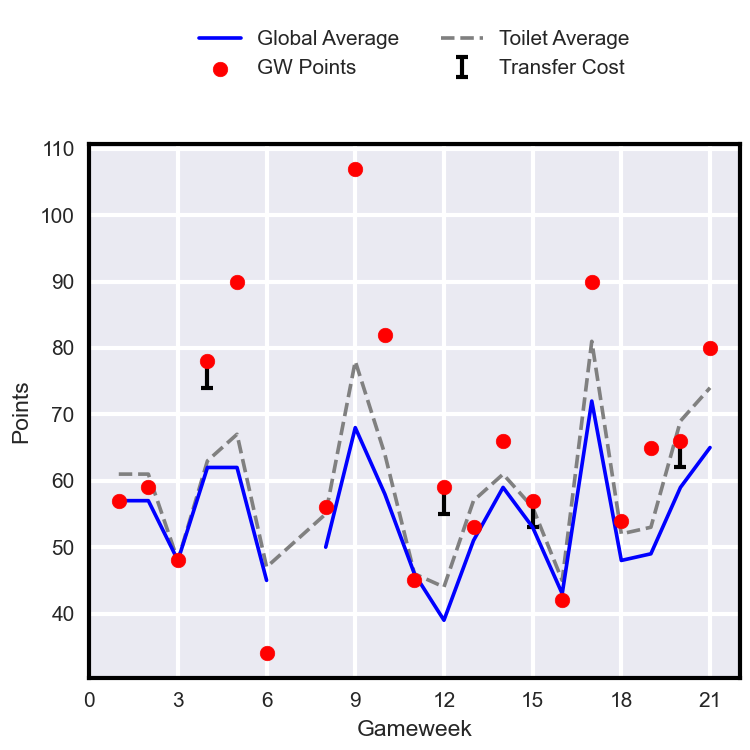 Global Average
Toilet Average
GW Points
Transfer Cost
110
100
90
80
70
60
50
40
Points
0 3 6 9 12 15 18 21
Gameweek